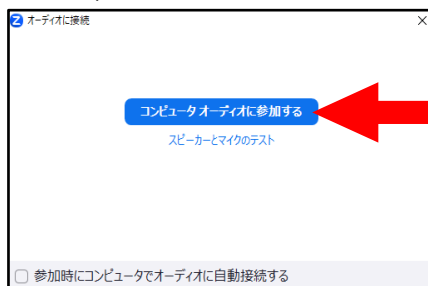 オーディオに接続
コンピュータ オーディオに参加する
スピーカーとマイクのテスト
参加時にコンピュータでオーディオに自動接続する